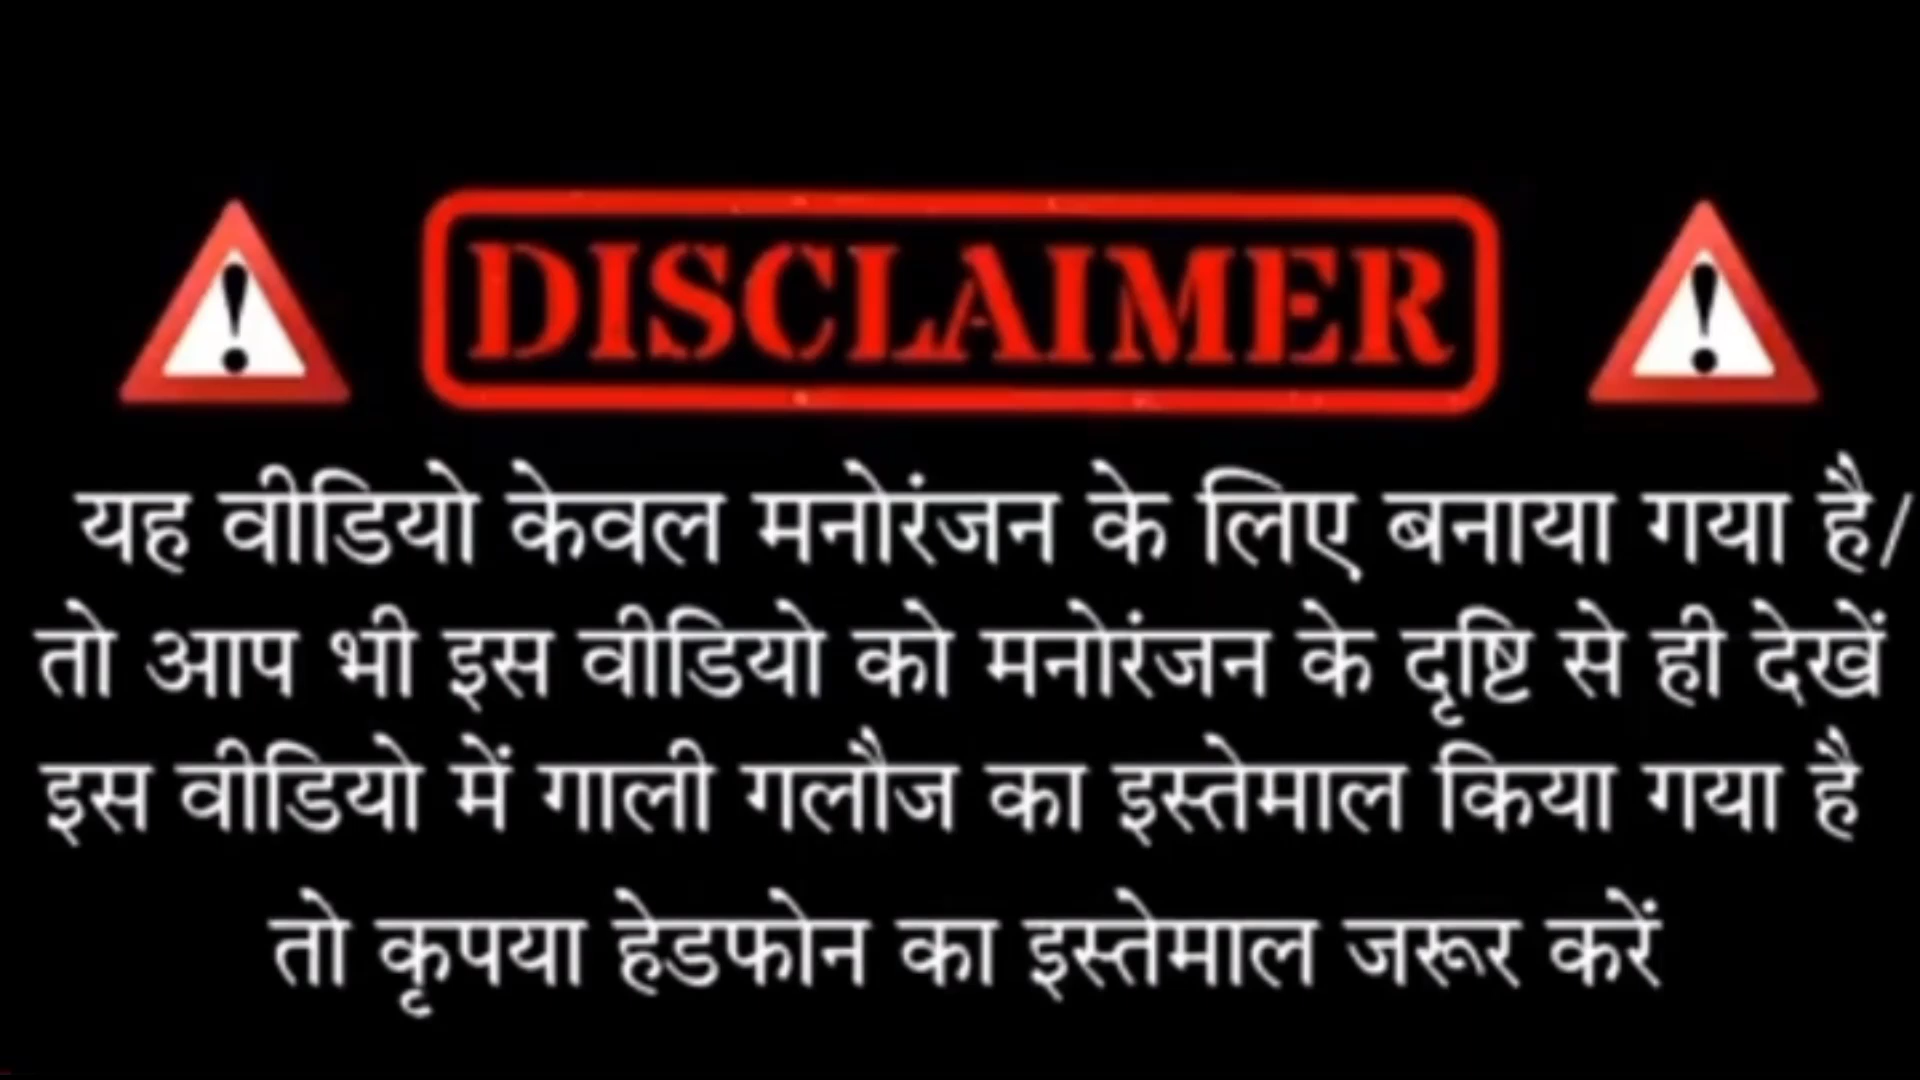 DISCLAIMER
यह वीडियो केवल मनोरंजन के लिए बनाया गया है/
तो आप भी इस वीडियो को मनोरंजन के दृष्टि से ही देखें
इस वीडियो में गाली गलौज का इस्तेमाल किया गया है
तो कृपया हेडफोन का इस्तेमाल जरूर करें